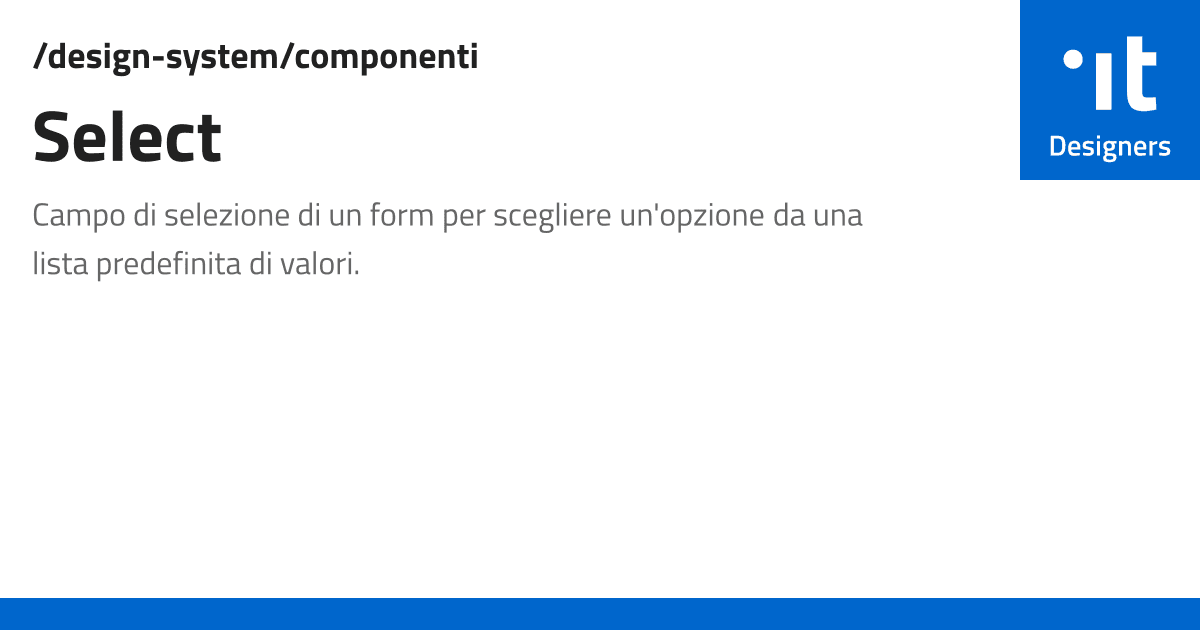 /design-system/componenti
Select
Campo di selezione di un form per scegliere un'opzione da una
lista predefinita di valori.
it
Designers